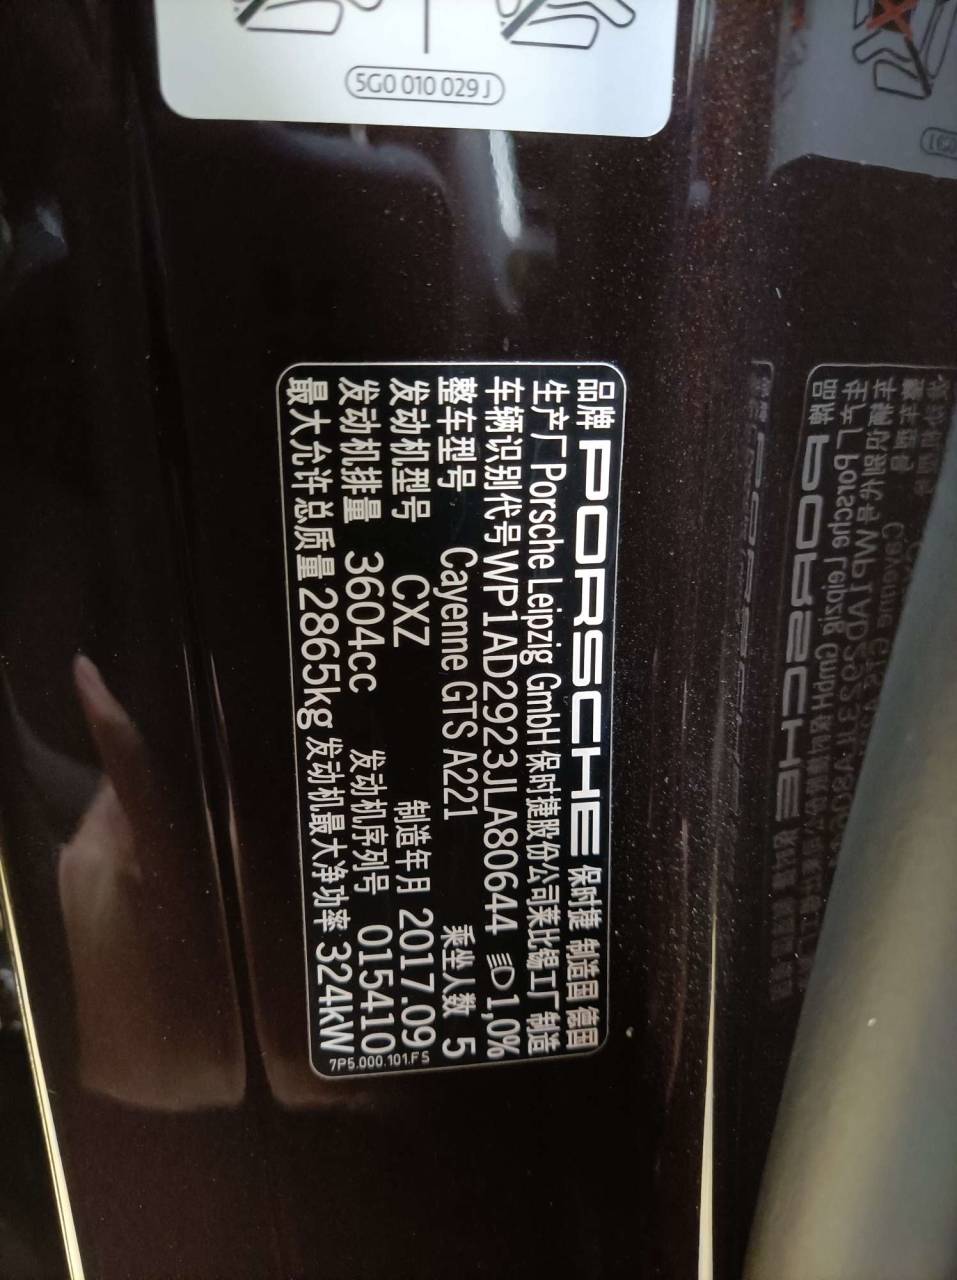 5G0 010 029 J
品牌 PORSCHE 保时捷 制造国 德国
生产厂 Porsche Leipzig GmbH 保时捷股份公司莱比锡工厂 制造
车辆识别代号 WP1AD2923JLA80644 1,0%
整车型号 Cayenne GTS A221 乘坐人数 5
发动机型号 CXZ 制造年月 2017.09
发动机排量 3604cc 发动机序列号 015410
最大允许总质量 2865kg 发动机最大净功率 324kW
7P5.000.101.FS